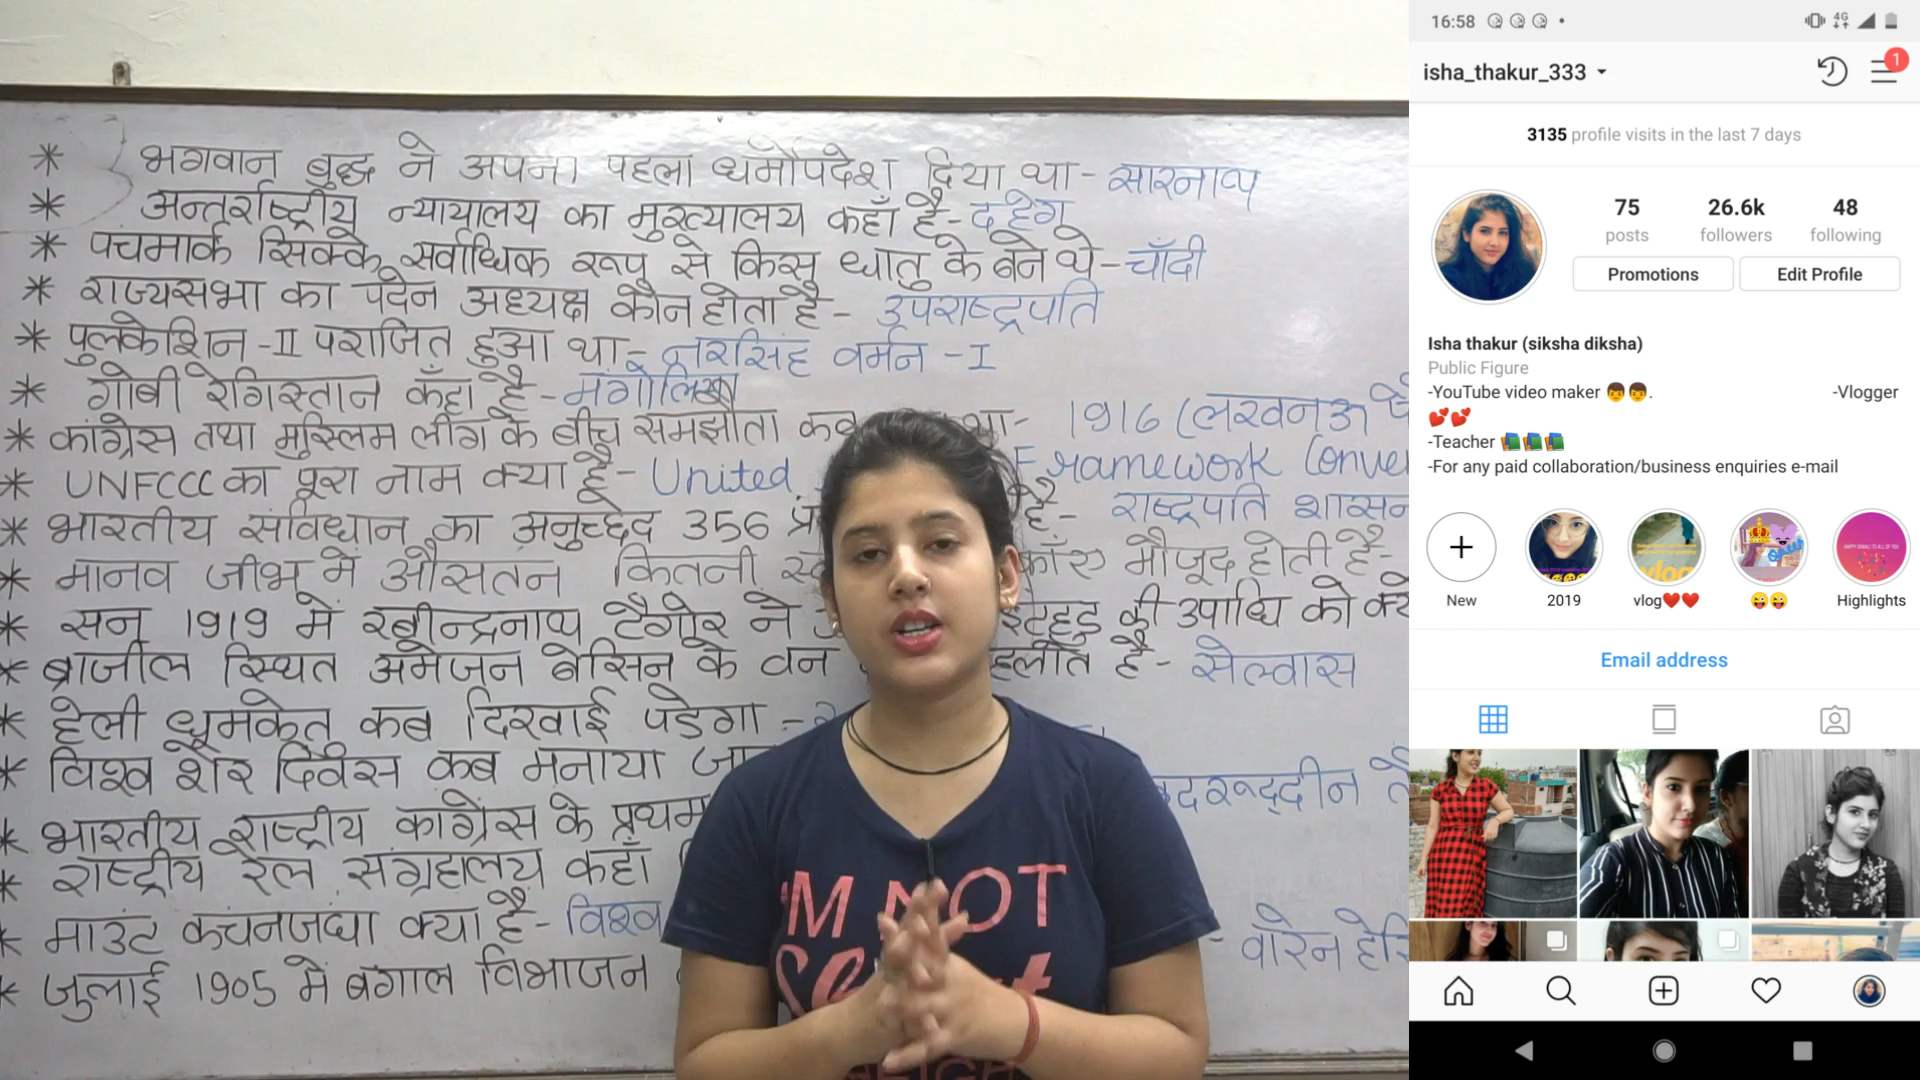 * भगवान बुद्ध ने अपना पहला धर्मोपदेश दिया था- सारनाथ
* अन्तर्राष्ट्रीय न्यायालय का मुख्यालय कहाँ है- द हेग
* पंचमार्क सिक्के सर्वाधिक रूप से किस धातु के बने थे- चाँदी
* राज्यसभा का पदेन अध्यक्ष कौन होता है- उपराष्ट्रपति
* पुलकेशिन-II पराजित हुआ था- नरसिंह वर्मन -I
* गोबी रेगिस्तान कहाँ है- मंगोलिया
* कांग्रेस तथा मुस्लिम लीग के बीच समझौता था- 1916 (लखनऊ
* UNFCCC का पूरा नाम क्या है- United Framework
* भारतीय संविधान का अनुच्छेद 356 है- राष्ट्रपति शासन
* मानव जीभ में औसतन कितनी मौजूद होती है-
* सन् 1919 में रबीन्द्रनाथ टैगोर ने की उपाधि को
* ब्राजील स्थित अमेजन बेसिन के वन है- सेल्वास
* हेली धूमकेतु कब दिखाई पड़ेगा -
* विश्व शेर दिवस कब मनाया
* भारतीय राष्ट्रीय कांग्रेस के प्रथम बदरूद्दीन
* राष्ट्रीय रेल संग्रहालय कहाँ
* माउंट कंचनजंघा क्या है- विश्व
* जुलाई 1905 में बंगाल विभाजन - वारेन
I'M NOT
16:58
4G
isha_thakur_333
1
3135 profile visits in the last 7 days
75 26.6k 48
posts followers following
Promotions Edit Profile
Isha thakur (siksha diksha)
Public Figure
-YouTube video maker 👦👦. -Vlogger
💕💕
-Teacher 📚📚📚
-For any paid collaboration/business enquiries e-mail
New 2019 vlog❤️❤️ 😜😜 Highlights
Email address